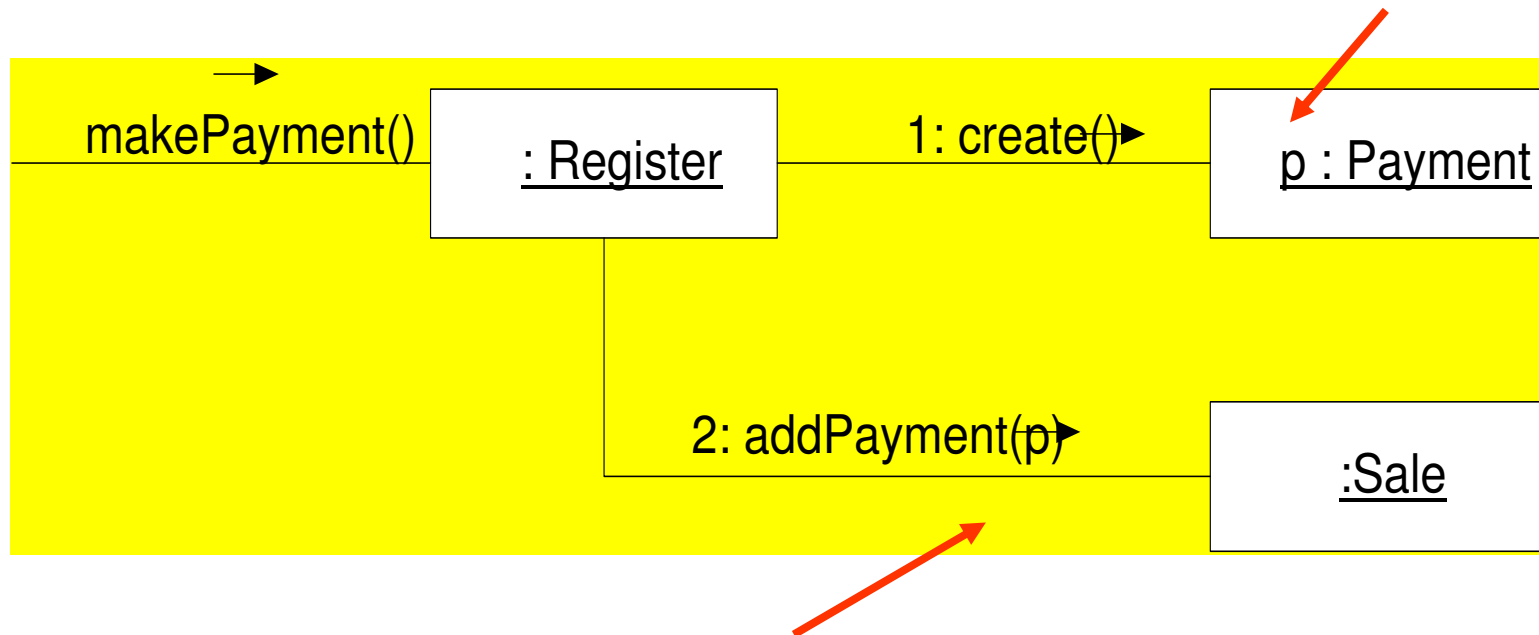 makePayment()
: Register
1: create()
p : Payment
2: addPayment(p)
:Sale